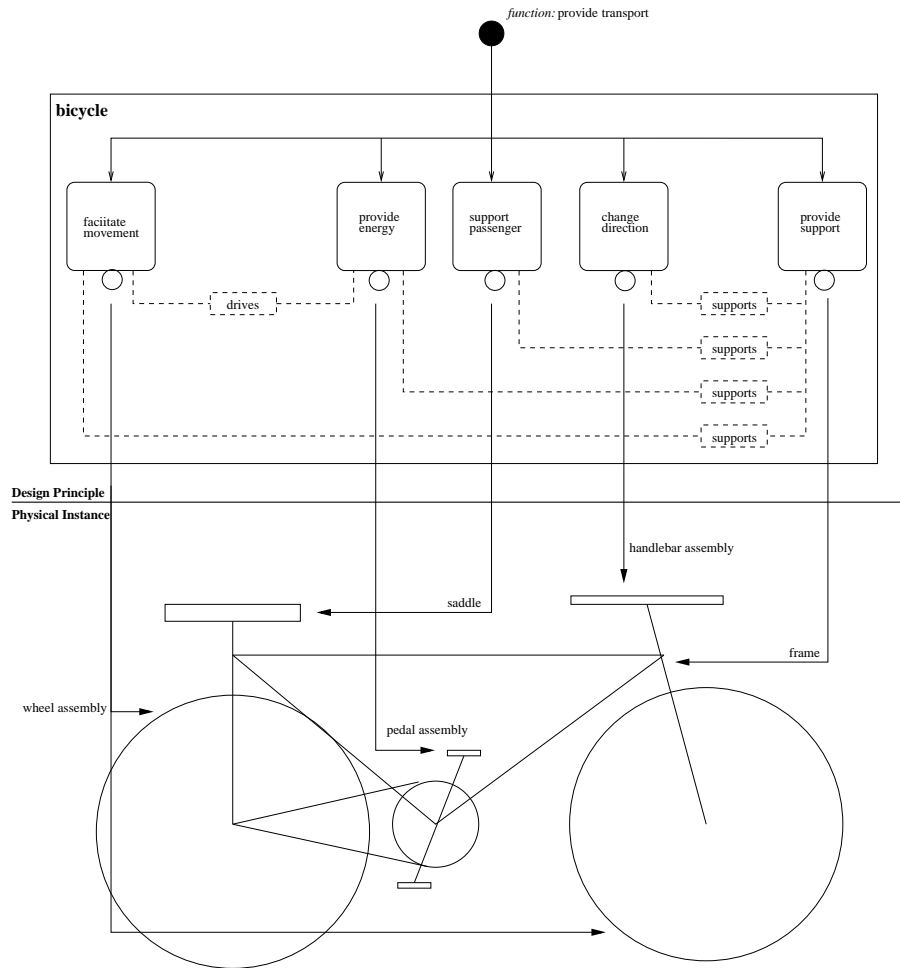 function: provide transport
bicycle
faciitate
movement
provide
energy
support
passenger
change
direction
provide
support
drives
supports
supports
supports
supports
Design Principle
Physical Instance
handlebar assembly
saddle
frame
wheel assembly
pedal assembly